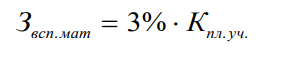 Звсп.мат = 3% · Кпл.уч.